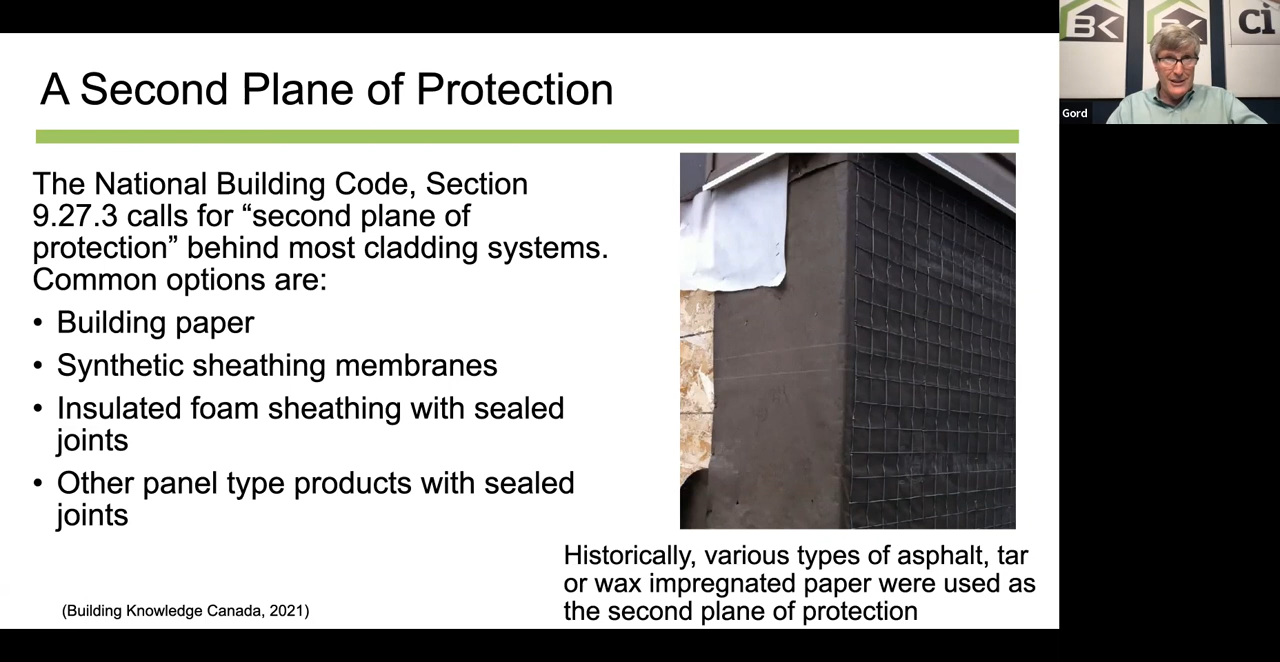 A Second Plane of Protection
The National Building Code, Section
9.27.3 calls for “second plane of
protection” behind most cladding systems.
Common options are:
• Building paper
• Synthetic sheathing membranes
• Insulated foam sheathing with sealed
joints
• Other panel type products with sealed
joints
Historically, various types of asphalt, tar
or wax impregnated paper were used as
the second plane of protection
(Building Knowledge Canada, 2021)
BK
BK
ci
Gord